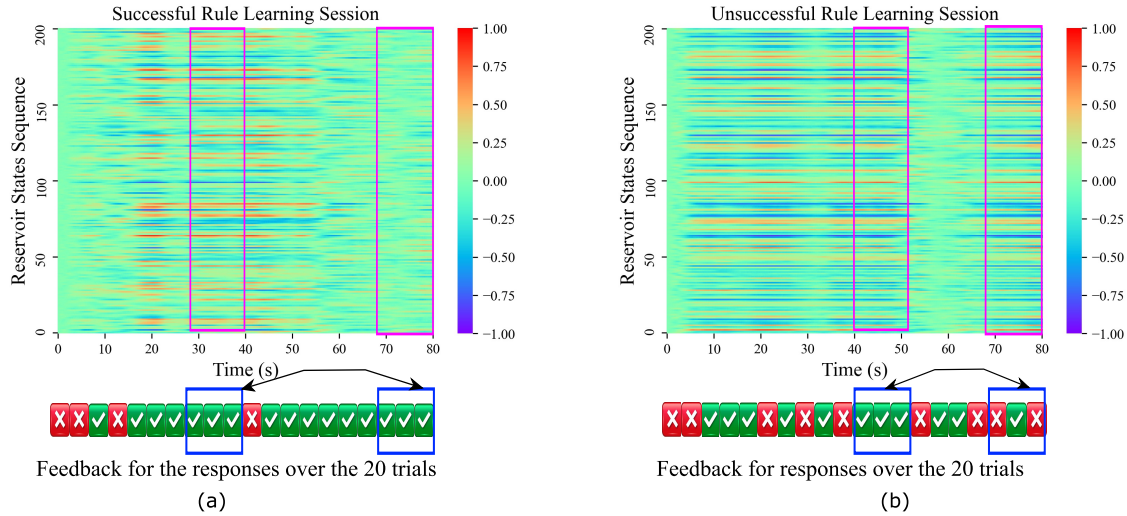 Successful Rule Learning Session
200
150
100
50
0
Reservoir States Sequence
0 10 20 30 40 50 60 70 80
Time (s)
1.00
0.75
0.50
0.25
0.00
−0.25
−0.50
−0.75
−1.00
Feedback for the responses over the 20 trials
(a)
Unsuccessful Rule Learning Session
200
150
100
50
0
Reservoir States Sequence
0 10 20 30 40 50 60 70 80
Time (s)
1.00
0.75
0.50
0.25
0.00
−0.25
−0.50
−0.75
−1.00
Feedback for responses over the 20 trials
(b)